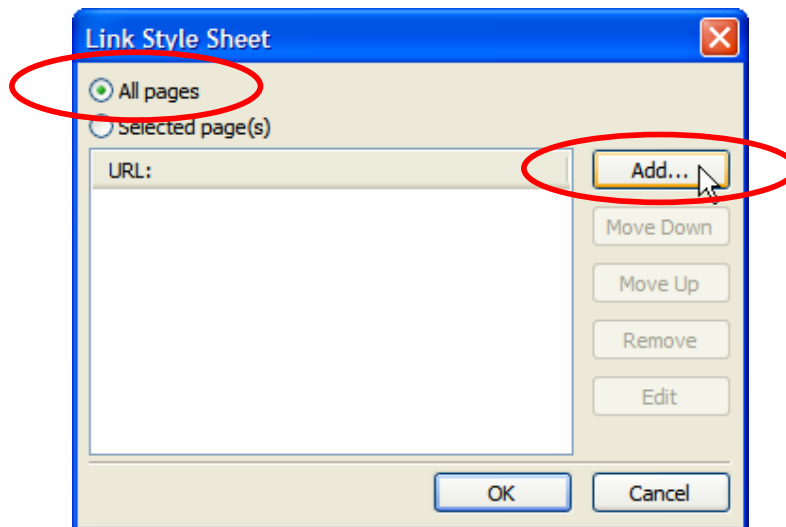 Link Style Sheet
All pages
Selected page(s)
URL:
Add...
Move Down
Move Up
Remove
Edit
OK
Cancel